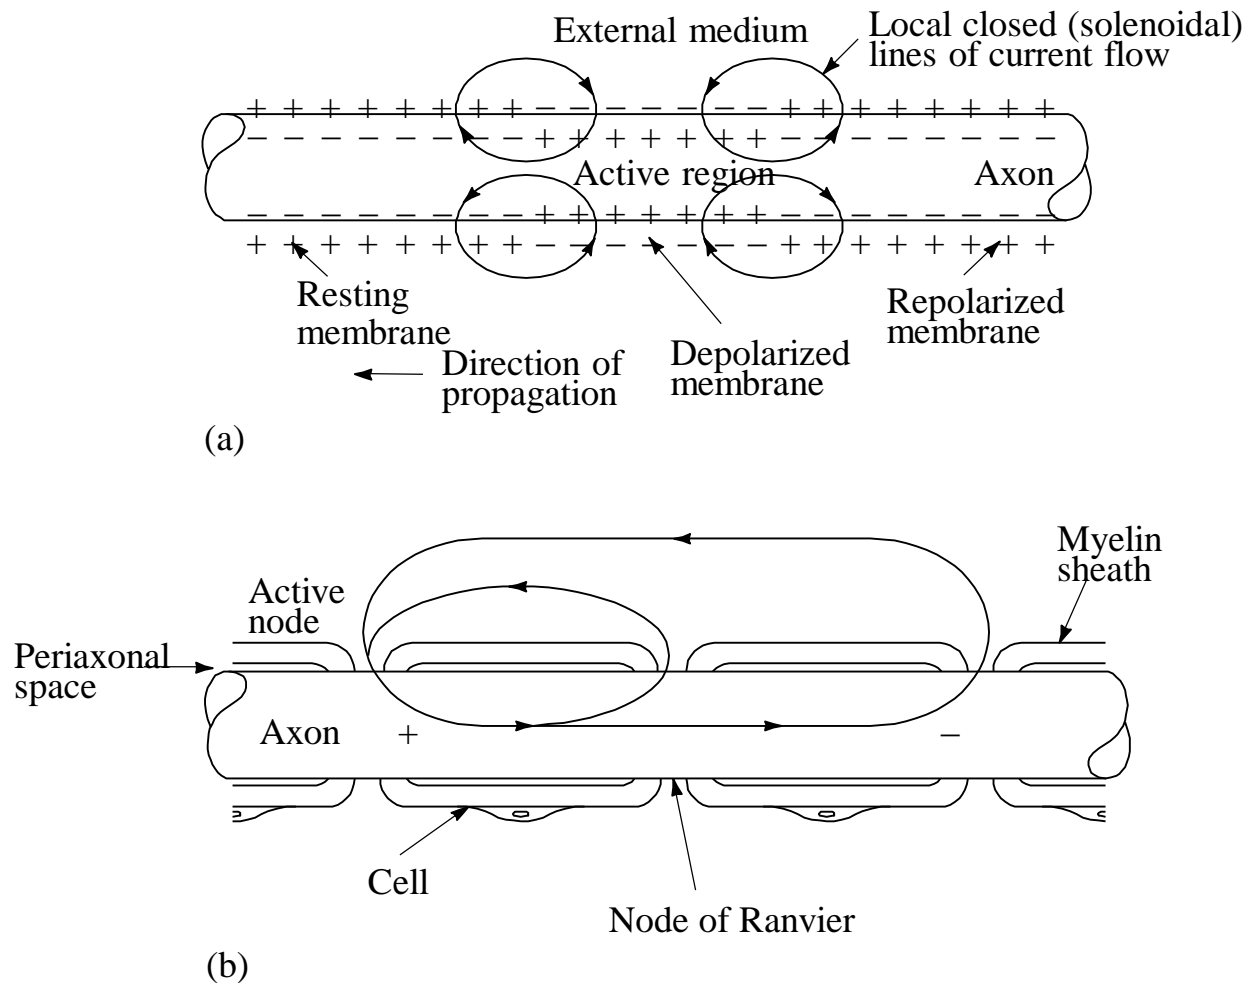 External medium
Local closed (solenoidal)
lines of current flow
+ + + + + + + + − − − − − − − + + + + + + + +
− − − − − − − − + + + + + + + − − − − − − − −
Active region
Axon
− − − − − − − − + + + + + + + − − − − − − − −
+ + + + + + + + − − − − − − − + + + + + + + +
Resting
membrane
Repolarized
membrane
Depolarized
membrane
Direction of
propagation
(a)
Myelin
sheath
Active
node
Periaxonal
space
Axon + −
Cell
Node of Ranvier
(b)